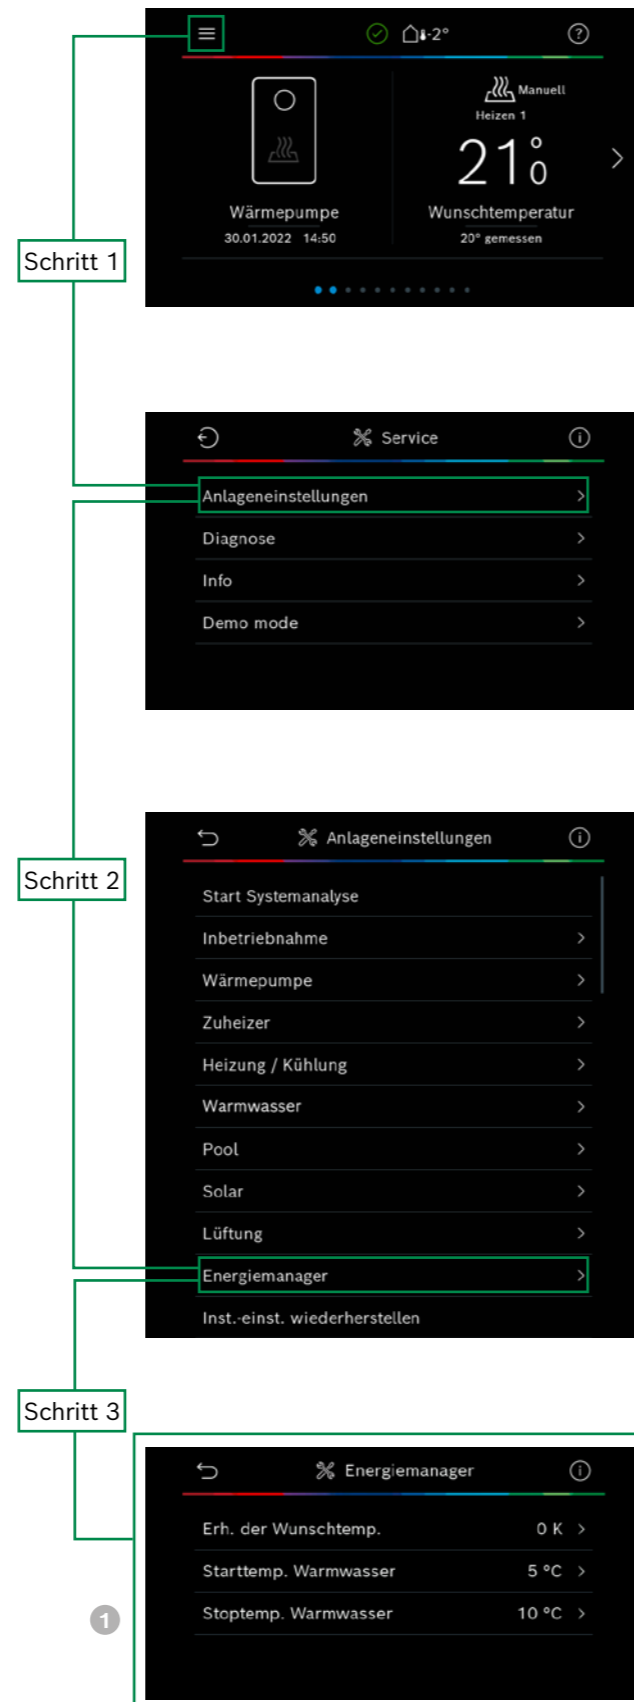 -2°
?
Manuell
Heizen 1
21°0
Wärmepumpe
Wunschtemperatur
30.01.2022 14:50
20° gemessen
Schritt 1
Service
i
Anlageneinstellungen >
Diagnose >
Info >
Demo mode >
Schritt 2
Anlageneinstellungen
i
Start Systemanalyse
Inbetriebnahme >
Wärmepumpe >
Zuheizer >
Heizung / Kühlung >
Warmwasser >
Pool >
Solar >
Lüftung >
Energiemanager >
Inst.-einst. wiederherstellen
Schritt 3
Energiemanager
i
Erh. der Wunschtemp. 0 K >
Starttemp. Warmwasser 5 °C >
Stoptemp. Warmwasser 10 °C >
1